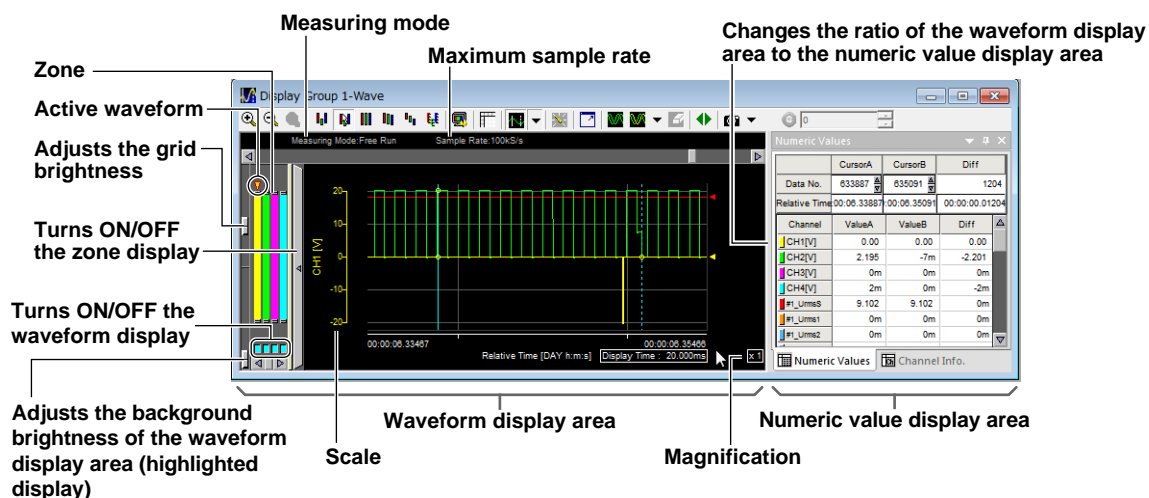 Measuring mode
Maximum sample rate
Changes the ratio of the waveform display
area to the numeric value display area
Zone
Active waveform
Adjusts the grid
brightness
Turns ON/OFF
the zone display
Turns ON/OFF the
waveform display
Adjusts the background
brightness of the waveform
display area (highlighted
display)
Display Group 1-Wave
0
Measuring Mode:Free Run Sample Rate:100kS/s
20
10
0
-10
-20
CH1 [V]
00:00:06.33467 00:00:06.35466
Relative Time [DAY h:m:s] Display Time : 20.000ms x 1
Numeric Values
CursorA CursorB Diff
Data No. 633887 635091 1204
Relative Time 00:06.33887 00:06.35091 00:00:00.01204
Channel ValueA ValueB Diff
CH1[V] 0.00 0.00 0.00
CH2[V] 2.195 -7m -2.201
CH3[V] 0m 0m 0m
CH4[V] 2m 0m -2m
#1_UrmsS 9.102 9.102 0m
#1_Urms1 0m 0m 0m
#1_Urms2 0m 0m 0m
Numeric Values Channel Info.
Waveform display area
Numeric value display area
Scale
Magnification